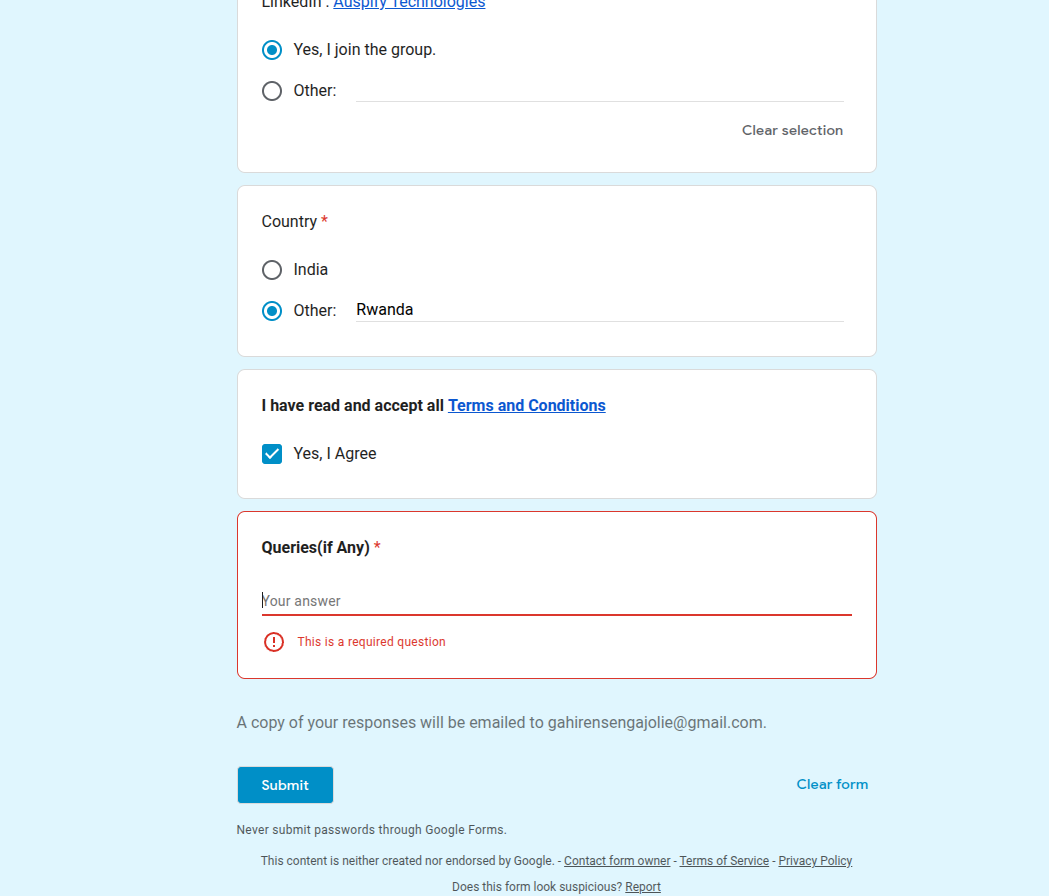 LinkedIn : Auspify Technologies
Yes, I join the group.
Other:
Clear selection
Country *
India
Other: Rwanda
I have read and accept all Terms and Conditions
Yes, I Agree
Queries(if Any) *
Your answer
This is a required question
A copy of your responses will be emailed to gahirensengajolie@gmail.com.
Submit
Clear form
Never submit passwords through Google Forms.
This content is neither created nor endorsed by Google. - Contact form owner - Terms of Service - Privacy Policy
Does this form look suspicious? Report